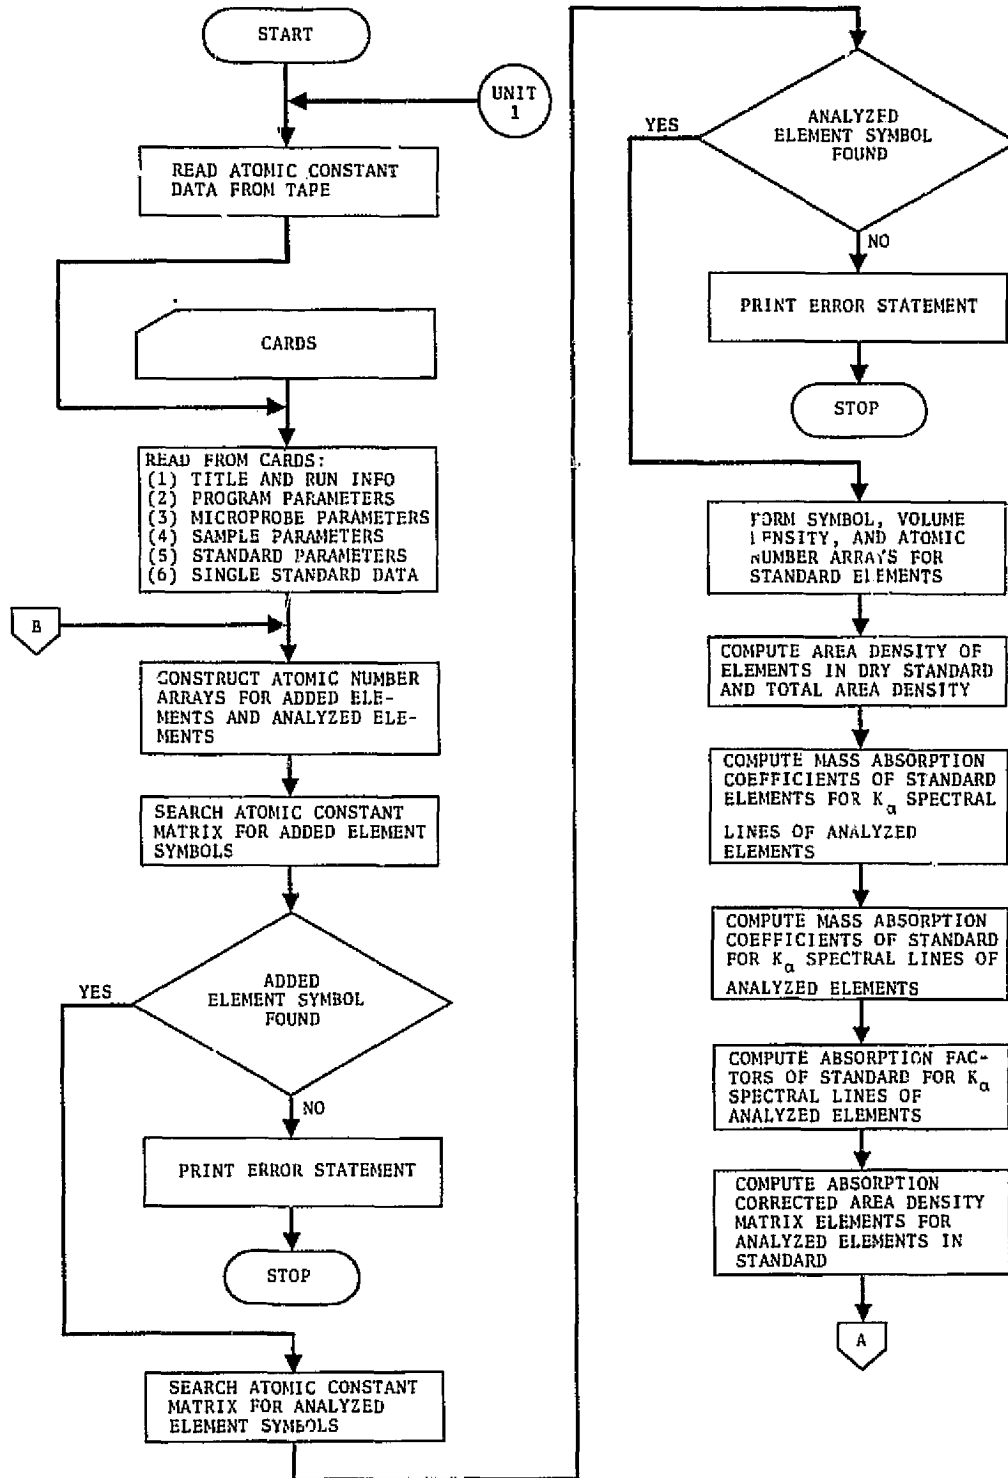 START
UNIT
1
READ ATOMIC CONSTANT
DATA FROM TAPE
CARDS
READ FROM CARDS:
(1) TITLE AND RUN INFO
(2) PROGRAM PARAMETERS
(3) MICROPROBE PARAMETERS
(4) SAMPLE PARAMETERS
(5) STANDARD PARAMETERS
(6) SINGLE STANDARD DATA
B
CONSTRUCT ATOMIC NUMBER
ARRAYS FOR ADDED ELE-
MENTS AND ANALYZED ELE-
MENTS
SEARCH ATOMIC CONSTANT
MATRIX FOR ADDED ELEMENT
SYMBOLS
YES
ADDED
ELEMENT SYMBOL
FOUND
NO
PRINT ERROR STATEMENT
STOP
SEARCH ATOMIC CONSTANT
MATRIX FOR ANALYZED
ELEMENT SYMBOLS
YES
ANALYZED
ELEMENT SYMBOL
FOUND
NO
PRINT ERROR STATEMENT
STOP
FORM SYMBOL, VOLUME
DENSITY, AND ATOMIC
NUMBER ARRAYS FOR
STANDARD ELEMENTS
COMPUTE AREA DENSITY OF
ELEMENTS IN DRY STANDARD
AND TOTAL AREA DENSITY
COMPUTE MASS ABSORPTION
COEFFICIENTS OF STANDARD
ELEMENTS FOR Kα SPECTRAL
LINES OF ANALYZED
ELEMENTS
COMPUTE MASS ABSORPTION
COEFFICIENTS OF STANDARD
FOR Kα SPECTRAL LINES OF
ANALYZED ELEMENTS
COMPUTE ABSORPTION FAC-
TORS OF STANDARD FOR Kα
SPECTRAL LINES OF
ANALYZED ELEMENTS
COMPUTE ABSORPTION
CORRECTED AREA DENSITY
MATRIX ELEMENTS FOR
ANALYZED ELEMENTS IN
STANDARD
A